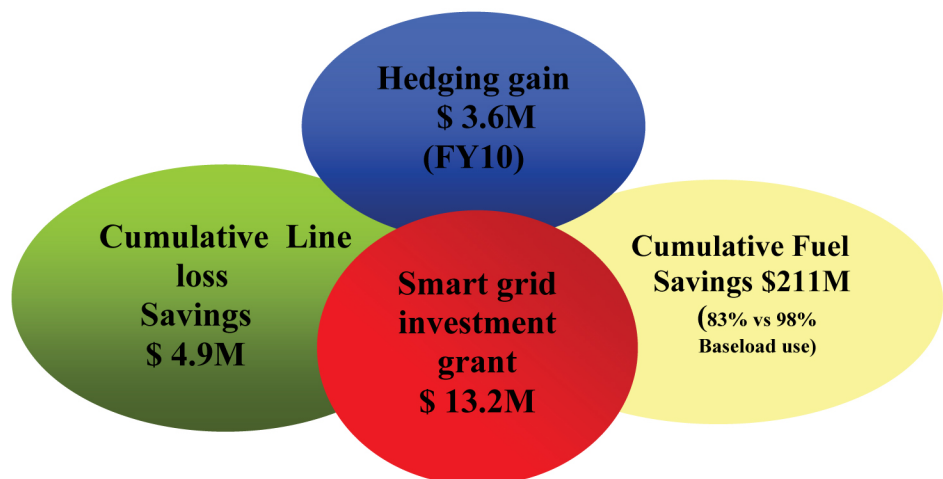 Hedging gain
$ 3.6M
(FY10)
Cumulative Line
loss
Savings
$ 4.9M
Smart grid
investment
grant
$ 13.2M
Cumulative Fuel
Savings $211M
(83% vs 98%
Baseload use)